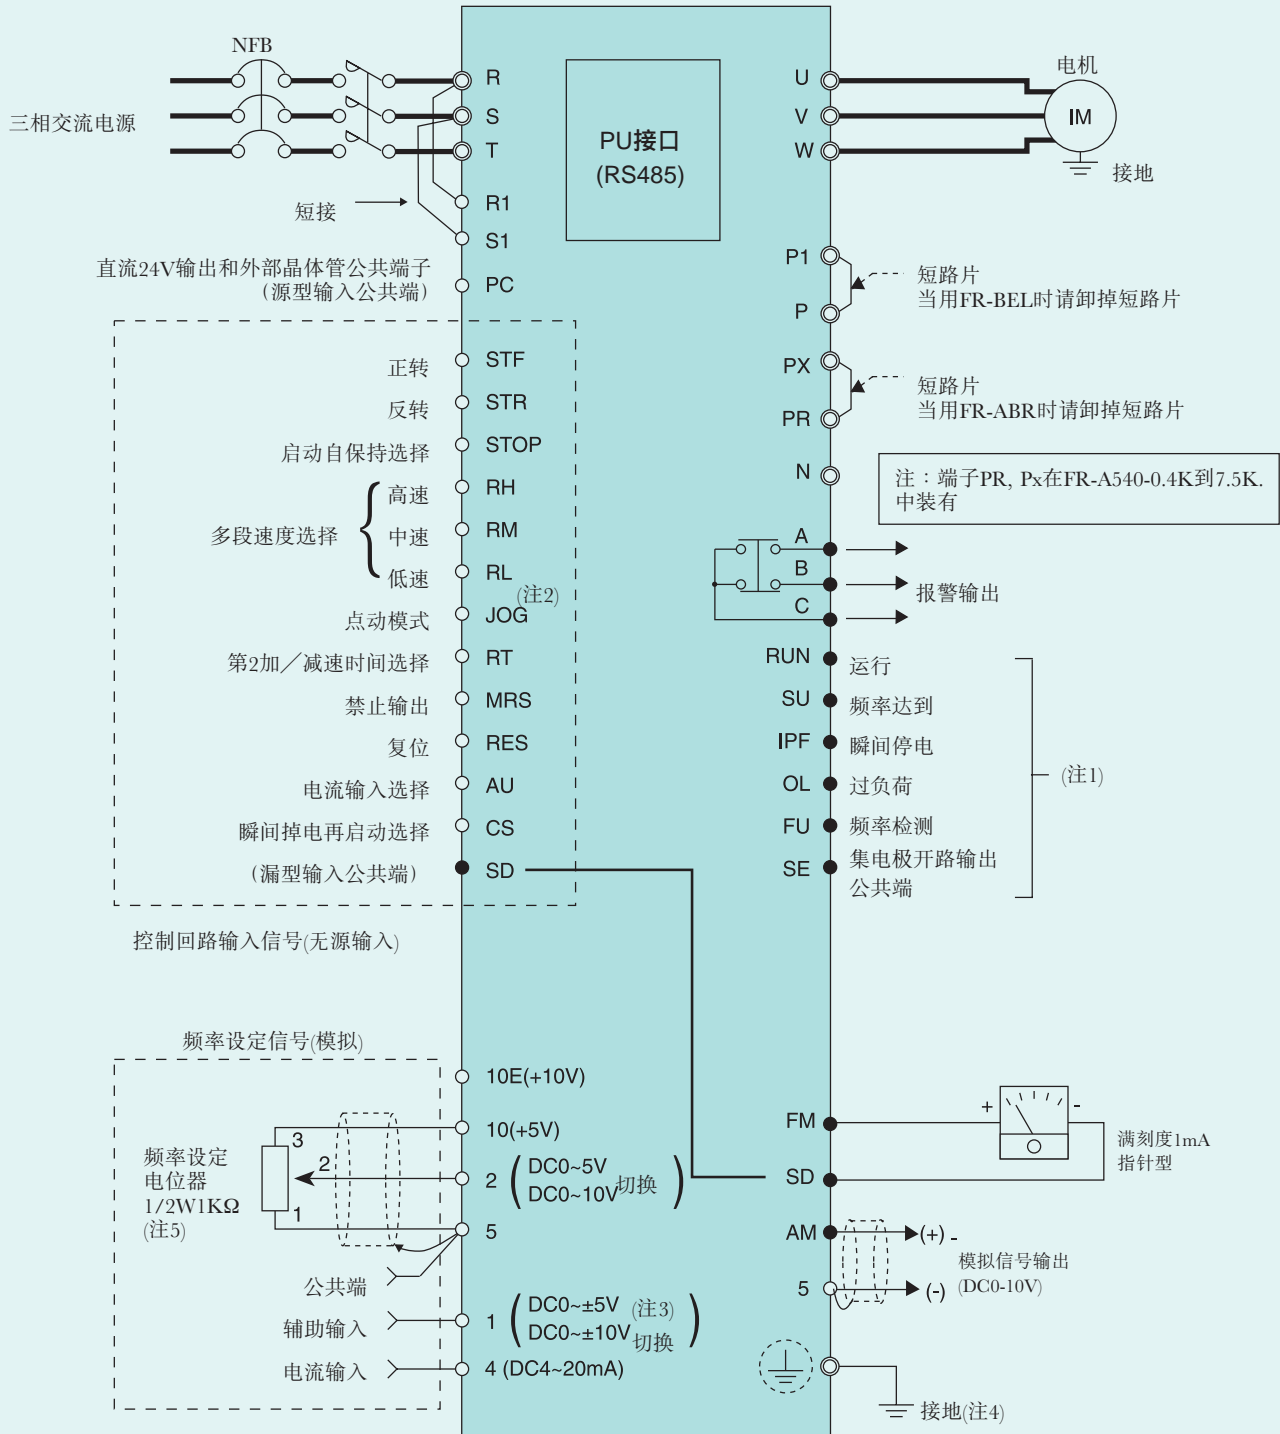 NFB
三相交流电源
R
S
T
PU接口
(RS485)
U
V
W
电机
IM
接地
短接
R1
S1
直流24V输出和外部晶体管公共端子
(源型输入公共端)
PC
P1
P
短路片
当用FR-BEL时请卸掉短路片
PX
PR
短路片
当用FR-ABR时请卸掉短路片
N
注：端子PR, Px在FR-A540-0.4K到7.5K.
中装有
正转
STF
反转
STR
启动自保持选择
STOP
多段速度选择
高速
RH
中速
RM
低速
RL
(注2)
点动模式
JOG
第2加／减速时间选择
RT
禁止输出
MRS
复位
RES
电流输入选择
AU
瞬间掉电再启动选择
CS
(漏型输入公共端)
SD
控制回路输入信号(无源输入)
A
B
C
报警输出
RUN
运行
SU
频率达到
IPF
瞬间停电
OL
过负荷
FU
频率检测
SE
集电极开路输出
公共端
(注1)
频率设定信号(模拟)
10E(+10V)
10(+5V)
3
2
1
频率设定
电位器
1/2W1KΩ
(注5)
2
DC0~5V
DC0~10V
切换
5
公共端
辅助输入
1
DC0~±5V
(注3)
DC0~±10V
切换
电流输入
4 (DC4~20mA)
FM
+
-
满刻度1mA
指针型
SD
AM
(+) -
模拟信号输出
(DC0-10V)
5
(-)
接地(注4)